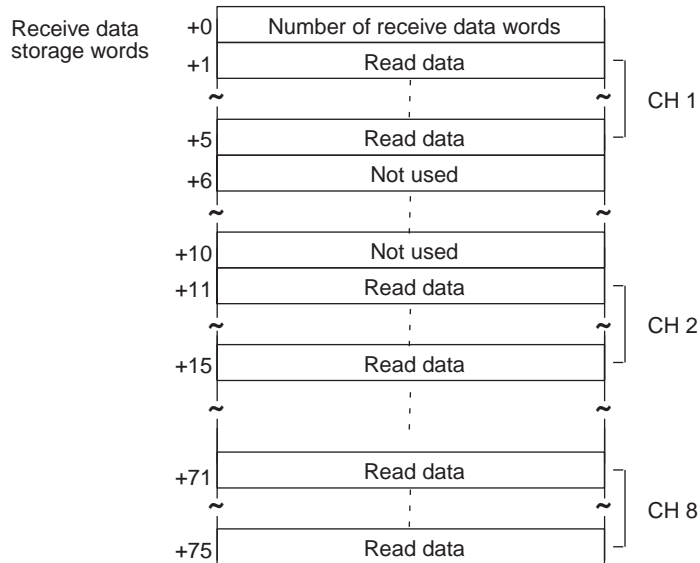 Receive data
storage words
+0 Number of receive data words
+1 Read data
CH 1
+5 Read data
+6 Not used
+10 Not used
+11 Read data
CH 2
+15 Read data
+71 Read data
CH 8
+75 Read data